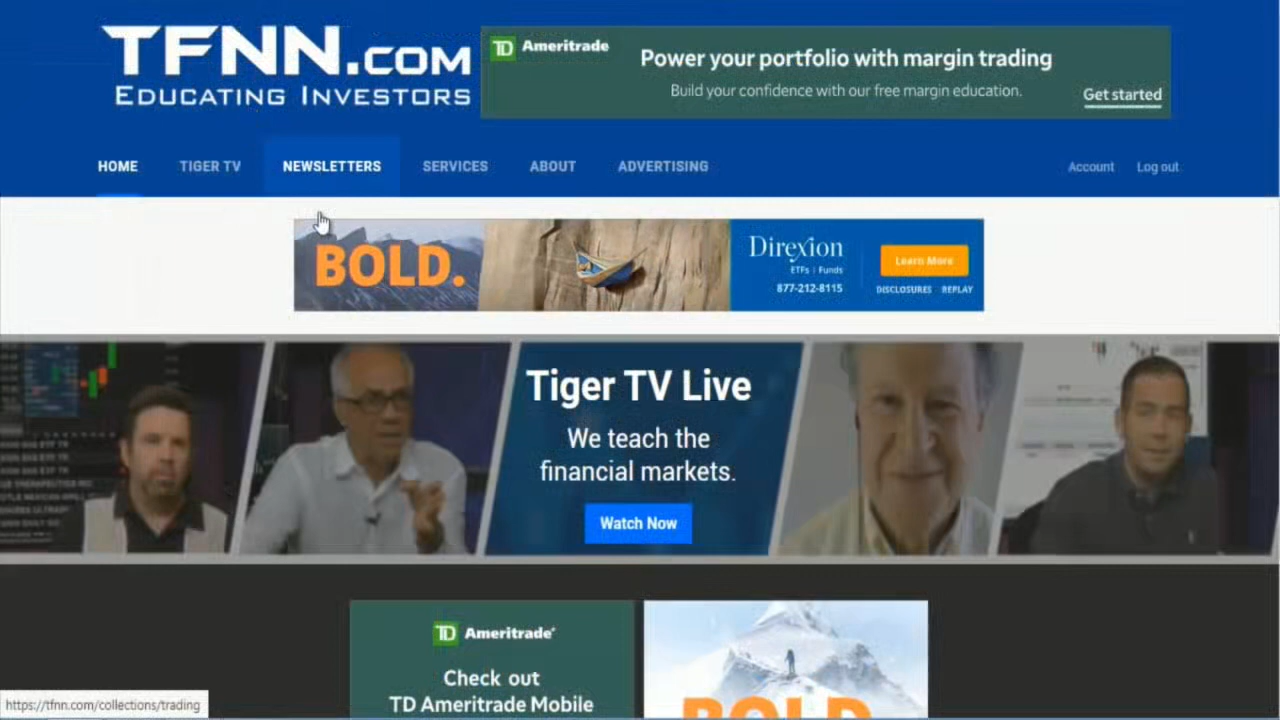 TFNN.COM
EDUCATING INVESTORS
TD Ameritrade
Power your portfolio with margin trading
Build your confidence with our free margin education.
Get started
HOME TIGER TV NEWSLETTERS SERVICES ABOUT ADVERTISING Account Log out
BOLD.
Direxion
ETFs | Funds
877-212-8115
Learn More
DISCLOSURES REPLAY
Tiger TV Live
We teach the
financial markets.
Watch Now
TD Ameritrade
Check out
TD Ameritrade Mobile
BOLD
https://tfnn.com/collections/trading